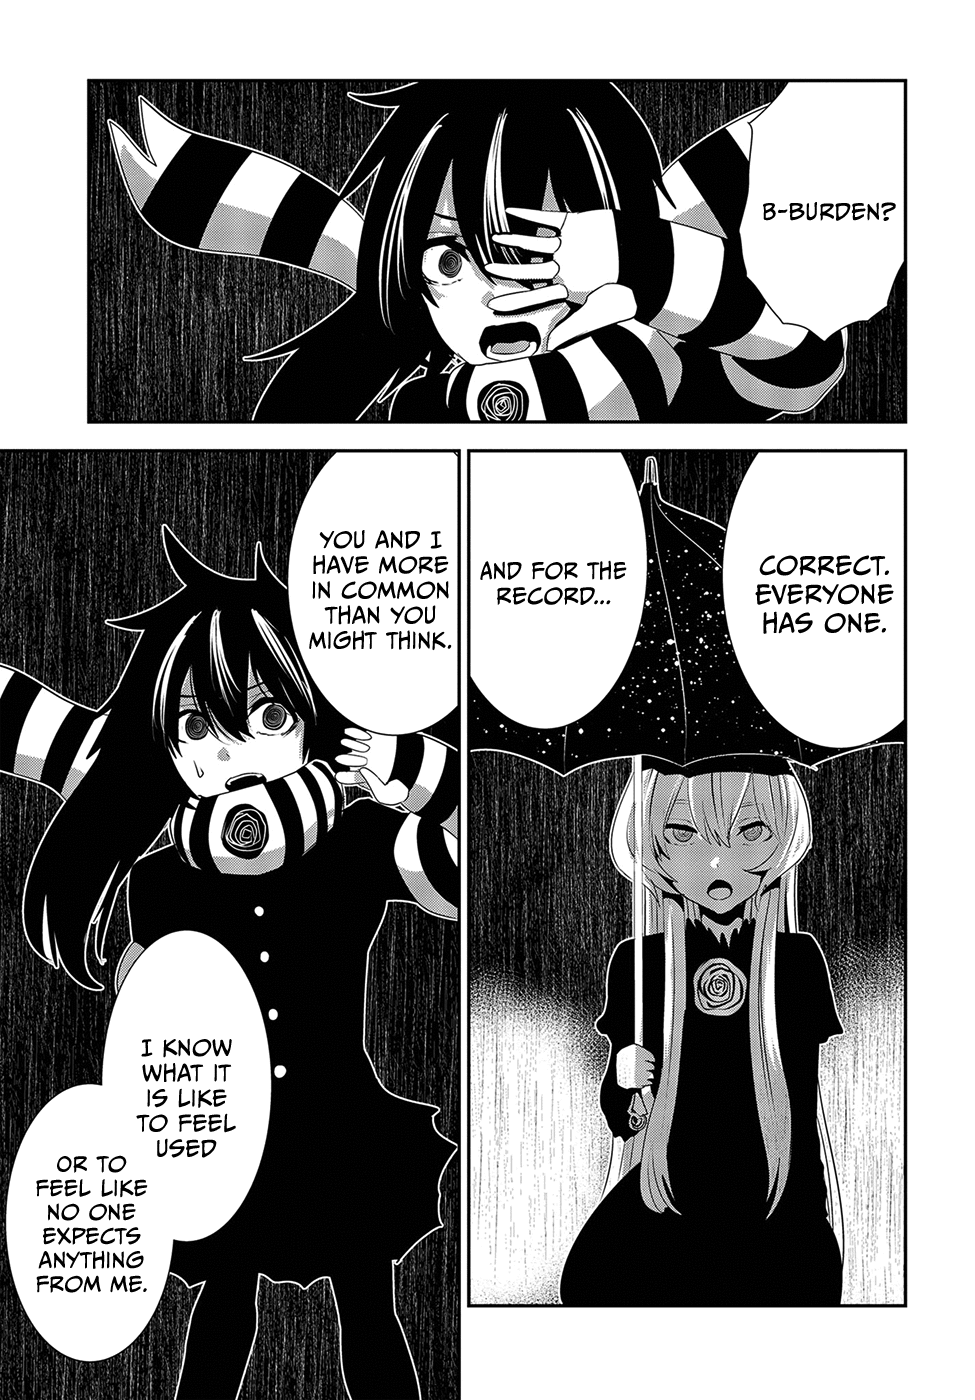 B-BURDEN?
CORRECT.
EVERYONE
HAS ONE.
AND FOR THE
RECORD...
YOU AND I
HAVE MORE
IN COMMON
THAN YOU
MIGHT THINK.
I KNOW
WHAT IT
IS LIKE
TO FEEL
USED
OR TO
FEEL LIKE
NO ONE
EXPECTS
ANYTHING
FROM ME.